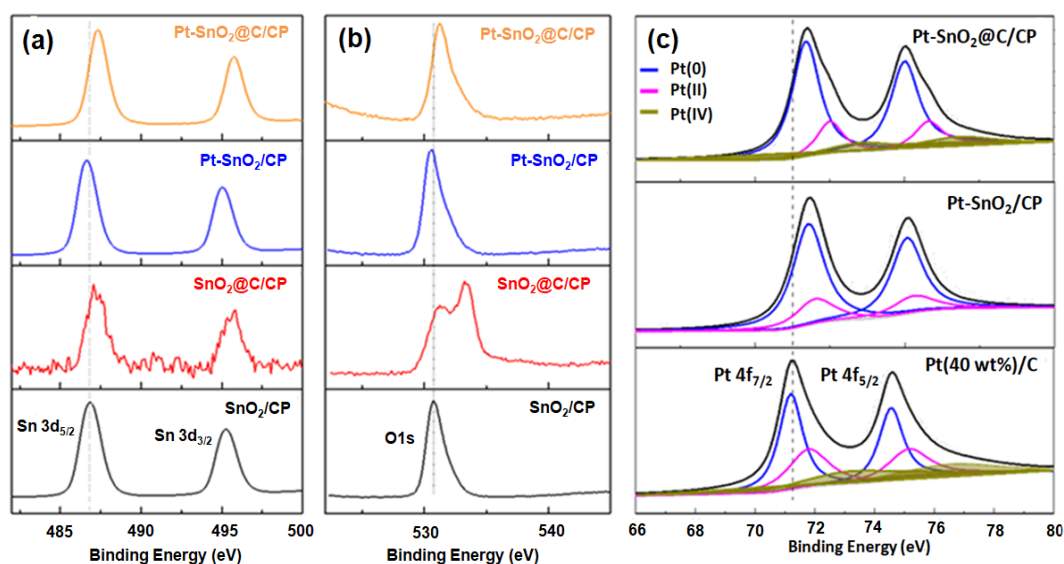 (a)
Pt-SnO₂@C/CP
Pt-SnO₂/CP
SnO₂@C/CP
SnO₂/CP
Sn 3d₅/₂
Sn 3d₃/₂
485 490 495 500
Binding Energy (eV)
(b)
Pt-SnO₂@C/CP
Pt-SnO₂/CP
SnO₂@C/CP
SnO₂/CP
O1s
530 540
Binding Energy (eV)
(c)
Pt-SnO₂@C/CP
Pt(0)
Pt(II)
Pt(IV)
Pt-SnO₂/CP
Pt(40 wt%)/C
Pt 4f₇/₂ Pt 4f₅/₂
66 68 70 72 74 76 78 80
Binding Energy (eV)